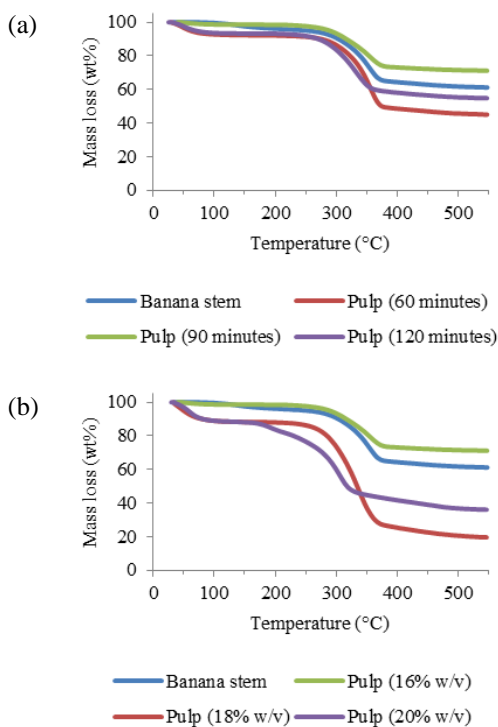 (a)
Mass loss (wt%)
100
80
60
40
20
0
0 100 200 300 400 500
Temperature (°C)
Banana stem Pulp (60 minutes)
Pulp (90 minutes) Pulp (120 minutes)
(b)
Mass loss (wt%)
100
80
60
40
20
0
0 100 200 300 400 500
Temperature (°C)
Banana stem Pulp (16% w/v)
Pulp (18% w/v) Pulp (20% w/v)